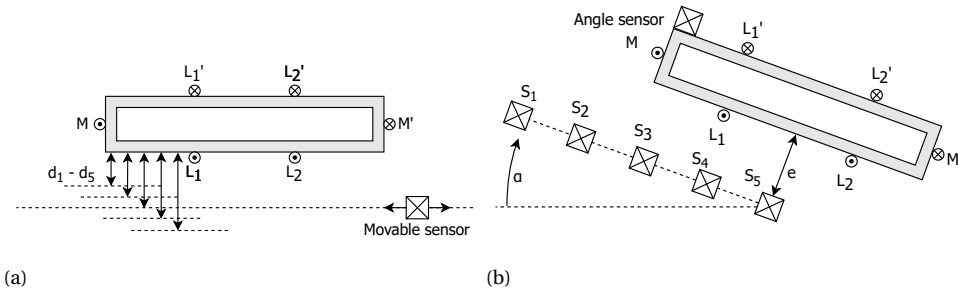 L1' L2'
M M'
L1 L2
d1 - d5
Movable sensor
(a)
Angle sensor
M L1'
L2'
S1
S2
S3
S4
S5
L1
L2
M
e
α
(b)